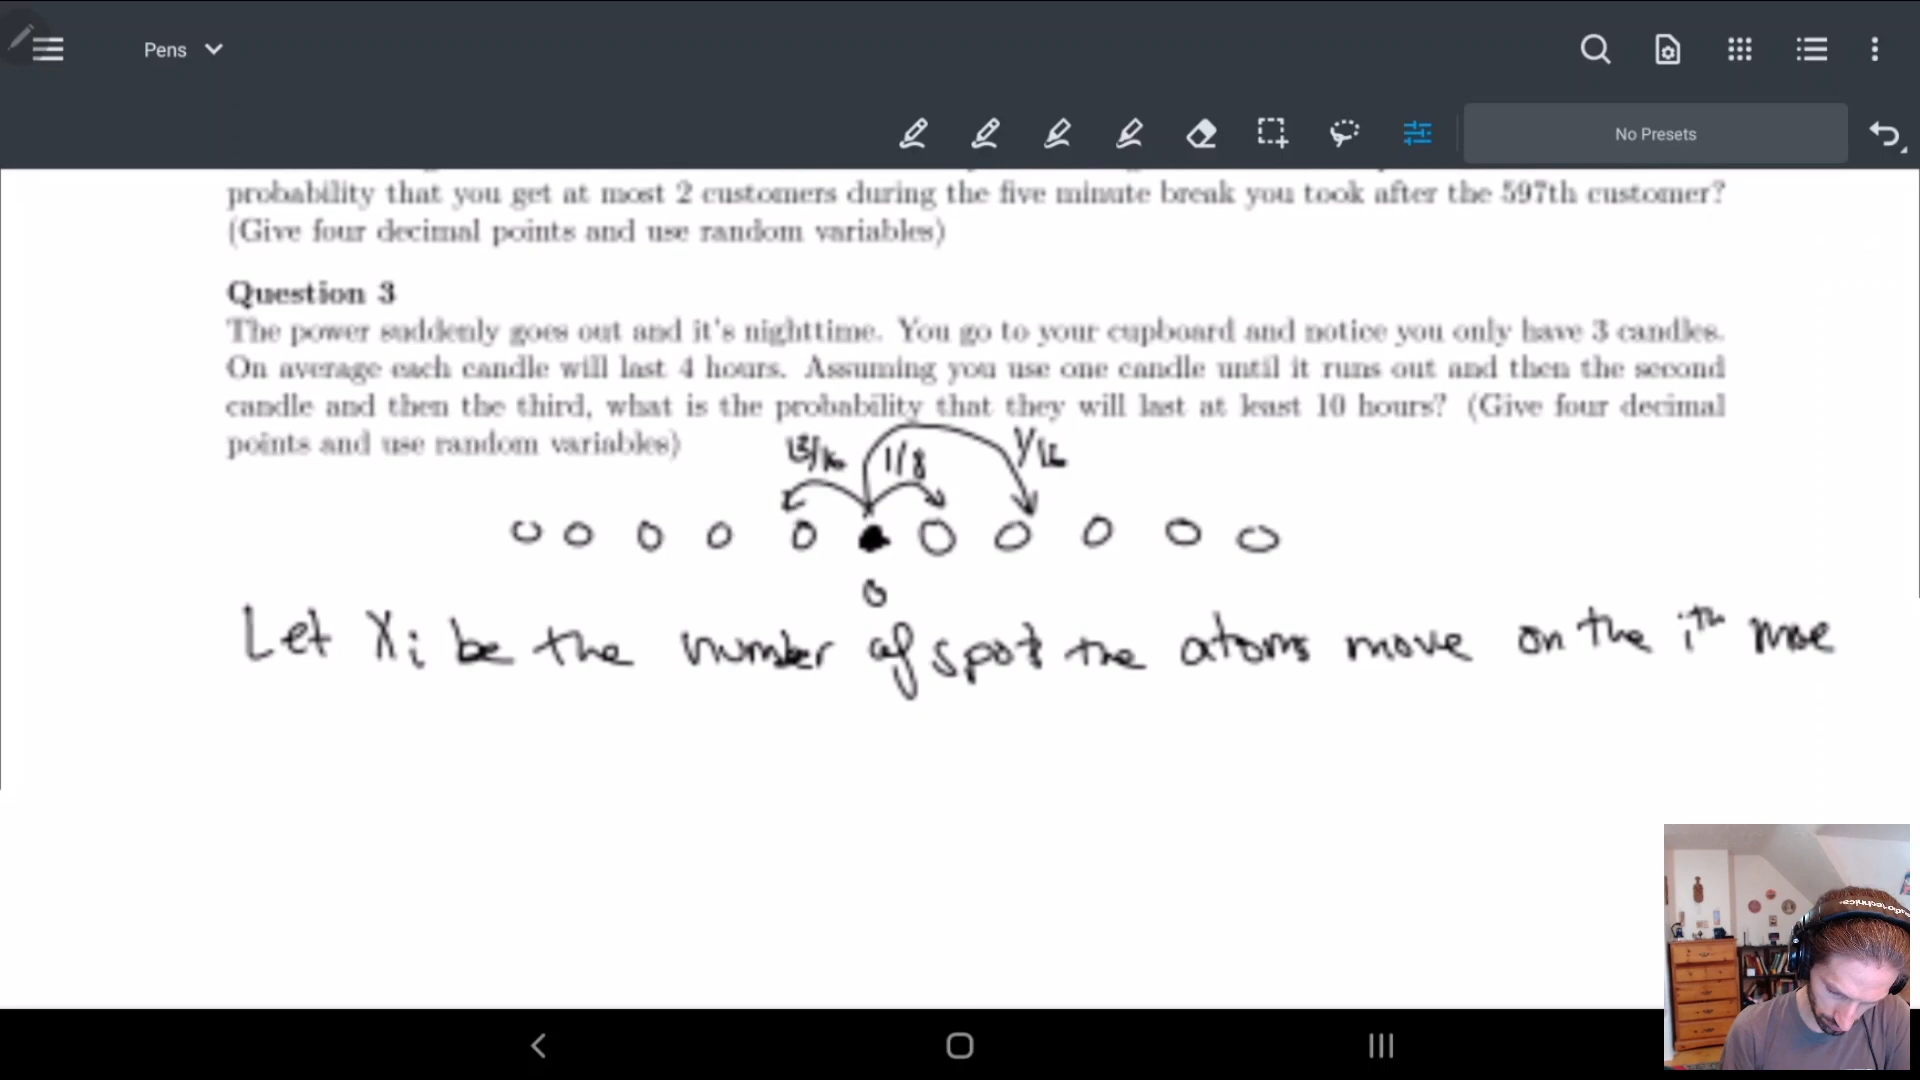 Pens
No Presets
probability that you get at most 2 customers during the five minute break you took after the 597th customer?
(Give four decimal points and use random variables)
Question 3
The power suddenly goes out and it's nighttime. You go to your cupboard and notice you only have 3 candles.
On average each candle will last 4 hours. Assuming you use one candle until it runs out and then the second
candle and then the third, what is the probability that they will last at least 10 hours? (Give four decimal
points and use random variables)
13/16 1/8 1/16
0
Let Xi be the number of spot the atoms move on the ith move
audio-technica